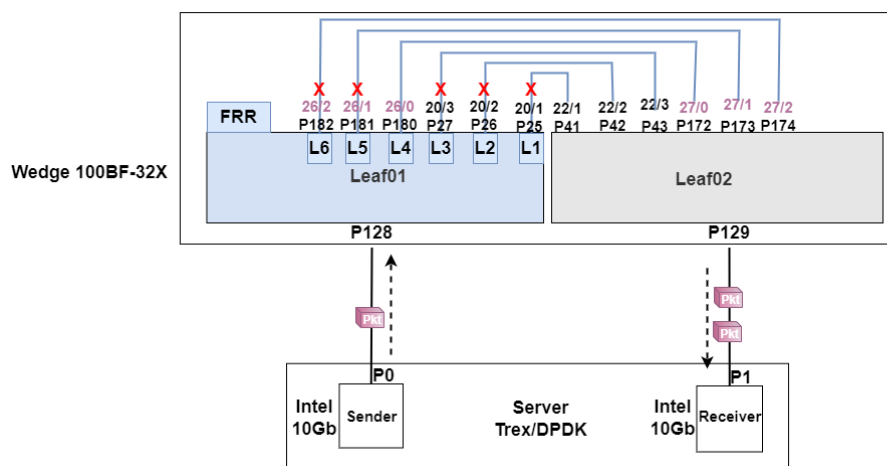 X X X X X
26/2 26/1 26/0 20/3 20/2 20/1 22/1 22/2 22/3 27/0 27/1 27/2
FRR
P182 P181 P180 P27 P26 P25 P41 P42 P43 P172 P173 P174
L6 L5 L4 L3 L2 L1
Wedge 100BF-32X
Leaf01
Leaf02
P128
P129
Pkt
Pkt
Pkt
P0
P1
Intel
10Gb
Sender
Server
Trex/DPDK
Intel
10Gb
Receiver